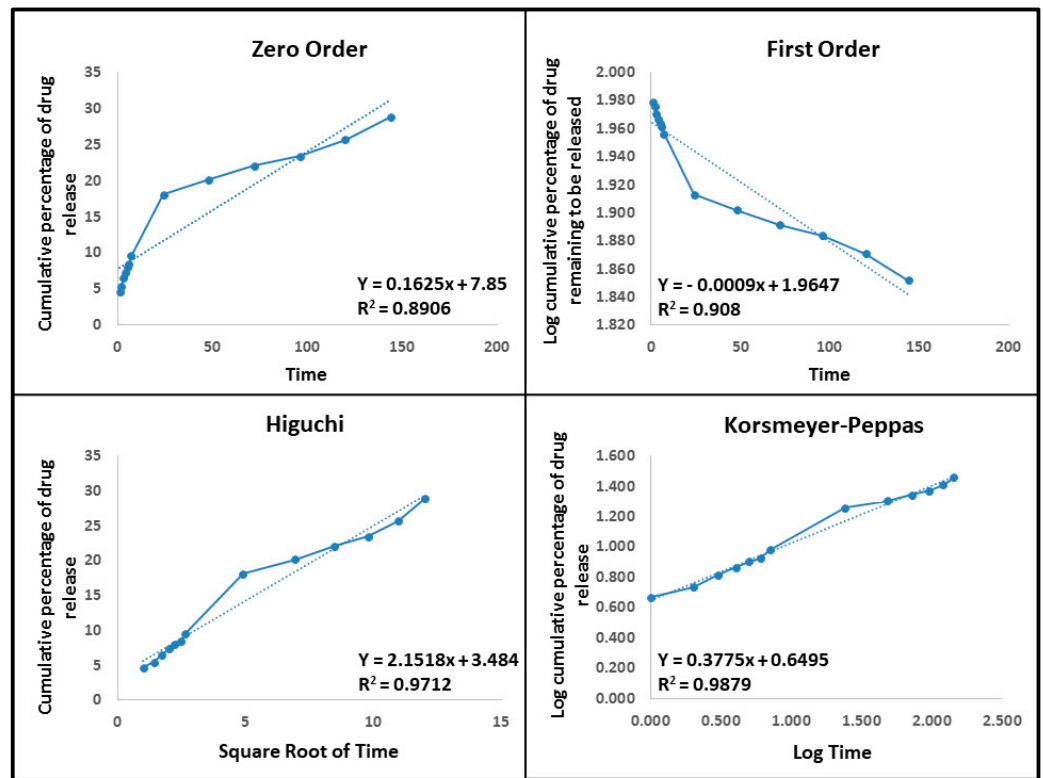 Zero Order
Cumulative percentage of drug
release
35
30
25
20
15
10
5
0
0
50
100
150
200
Time
Y = 0.1625x + 7.85
R² = 0.8906
First Order
Log cumulative percentage of drug
remaining to be released
2.000
1.980
1.960
1.940
1.920
1.900
1.880
1.860
1.840
1.820
0
50
100
150
200
Time
Y = - 0.0009x + 1.9647
R² = 0.908
Higuchi
Cumulative percentage of drug
release
35
30
25
20
15
10
5
0
0
5
10
15
Square Root of Time
Y = 2.1518x + 3.484
R² = 0.9712
Korsmeyer-Peppas
Log cumulative percentage of drug
release
1.600
1.400
1.200
1.000
0.800
0.600
0.400
0.200
0.000
0.000
0.500
1.000
1.500
2.000
2.500
Log Time
Y = 0.3775x + 0.6495
R² = 0.9879